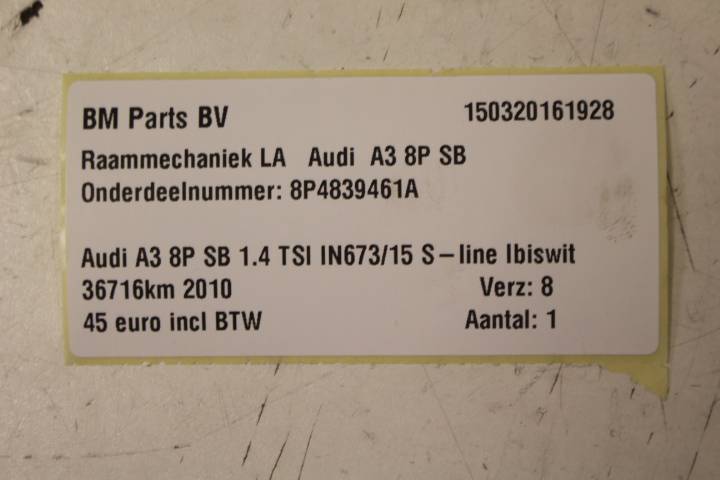 BM Parts BV 150320161928
Raammechaniek LA Audi A3 8P SB
Onderdeelnummer: 8P4839461A
Audi A3 8P SB 1.4 TSI IN673/15 S-line Ibiswit
36716km 2010 Verz: 8
45 euro incl BTW Aantal: 1